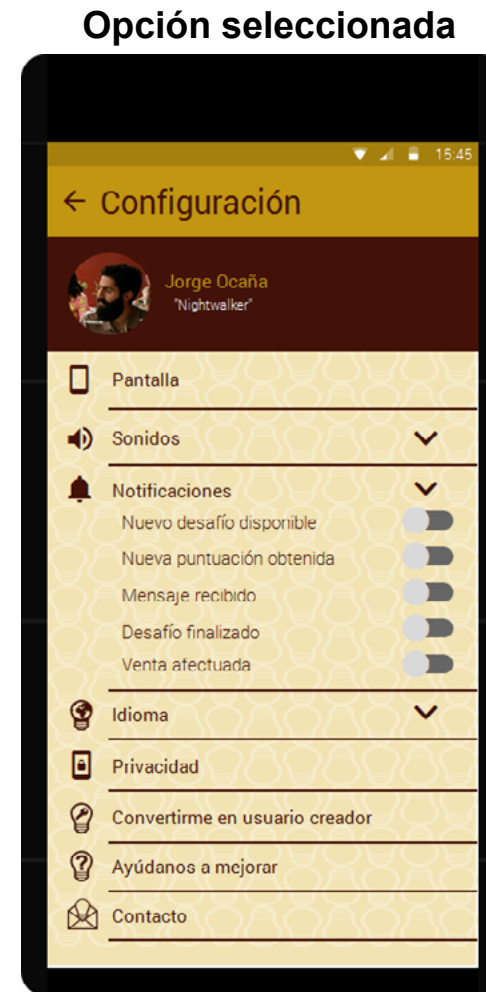 Opción seleccionada
15:45
Configuración
Jorge Ocaña
"Nightwalker"
Pantalla
Sonidos
Notificaciones
Nuevo desafío disponible
Nueva puntuación obtenida
Mensaje recibido
Desafío finalizado
Venta afectuada
Idioma
Privacidad
Convertirme en usuario creador
Ayúdanos a mejorar
Contacto